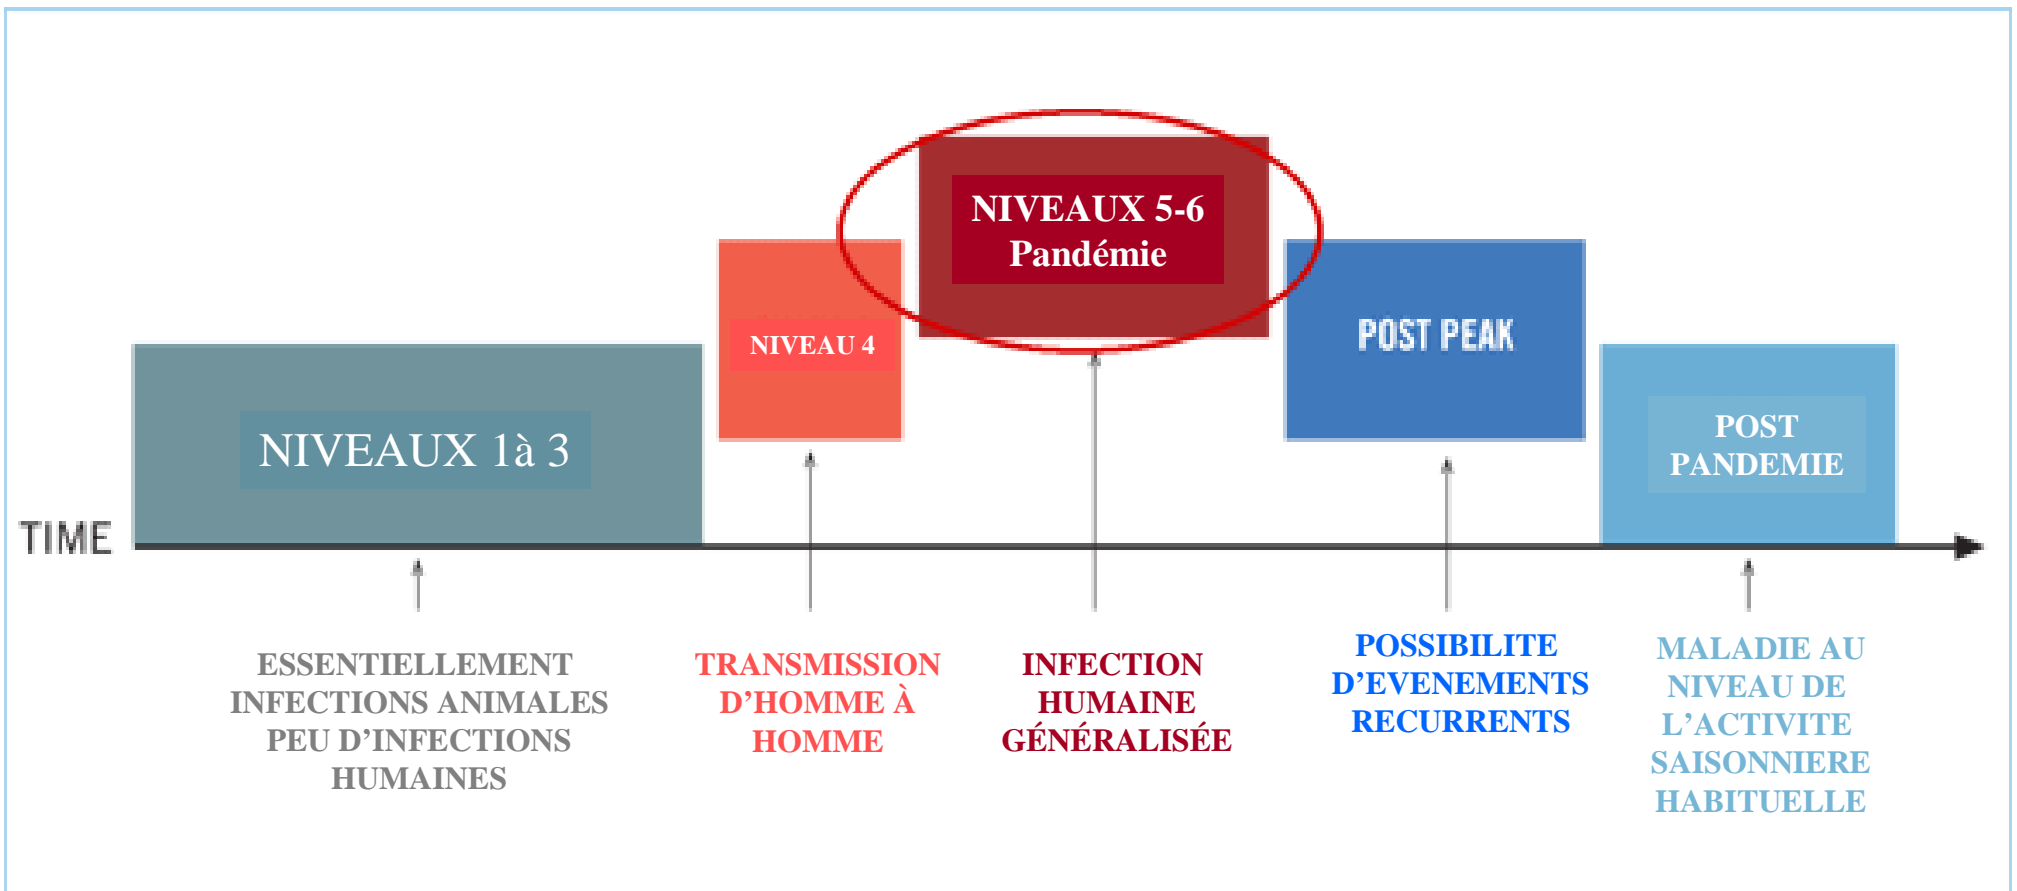 NIVEAUX 5-6
Pandémie
NIVEAU 4
POST PEAK
NIVEAUX 1à 3
POST
PANDEMIE
TIME
ESSENTIELLEMENT
INFECTIONS ANIMALES
PEU D’INFECTIONS
HUMAINES
TRANSMISSION
D’HOMME À
HOMME
INFECTION
HUMAINE
GÉNÉRALISÉE
POSSIBILITE
D’EVENEMENTS
RECURRENTS
MALADIE AU
NIVEAU DE
L’ACTIVITE
SAISONNIERE
HABITUELLE